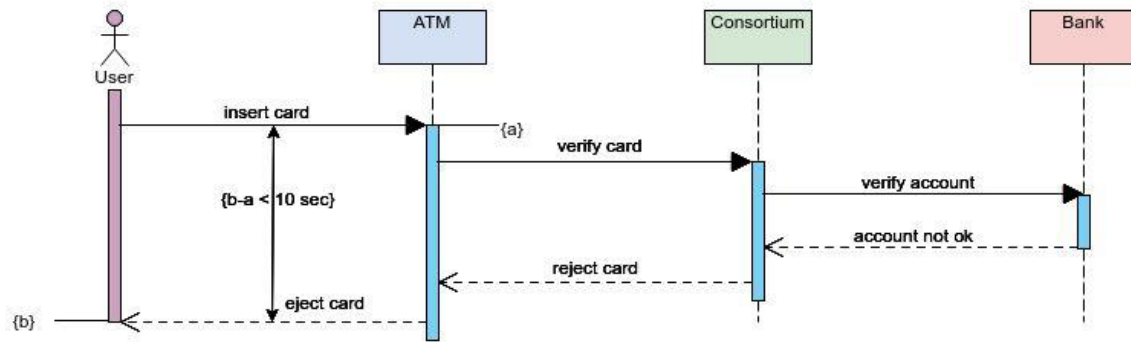 ATM
Consortium
Bank
User
insert card
{a}
verify card
verify account
{b-a < 10 sec}
account not ok
reject card
eject card
{b}